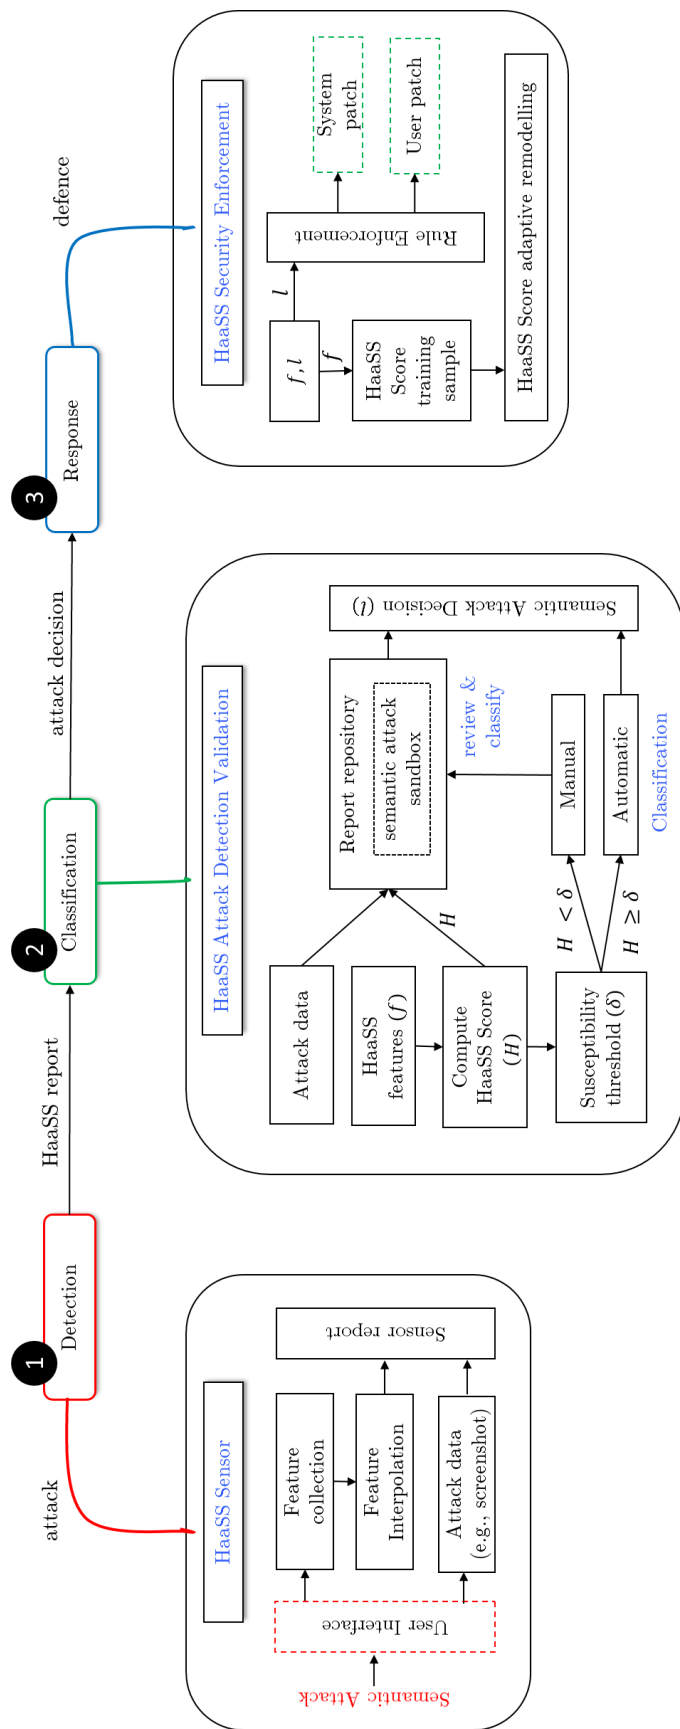 attack
1
Detection
HaaSS report
2
Classification
attack decision
3
Response
defence
HaaSS Sensor
Semantic Attack
User Interface
Feature
collection
Feature
Interpolation
Attack data
(e.g., screenshot)
Sensor report
HaaSS Attack Detection Validation
Attack data
HaaSS
features (f)
Compute
HaaSS Score
(H)
Susceptibility
threshold (δ)
H
H < δ
H ≥ δ
Report repository
semantic attack
sandbox
review &
classify
Manual
Automatic
Classification
Semantic Attack Decision (l)
HaaSS Security Enforcement
f, l
l
f
HaaSS
Score
training
sample
Rule Enforcement
System
patch
User patch
HaaSS Score adaptive remodelling